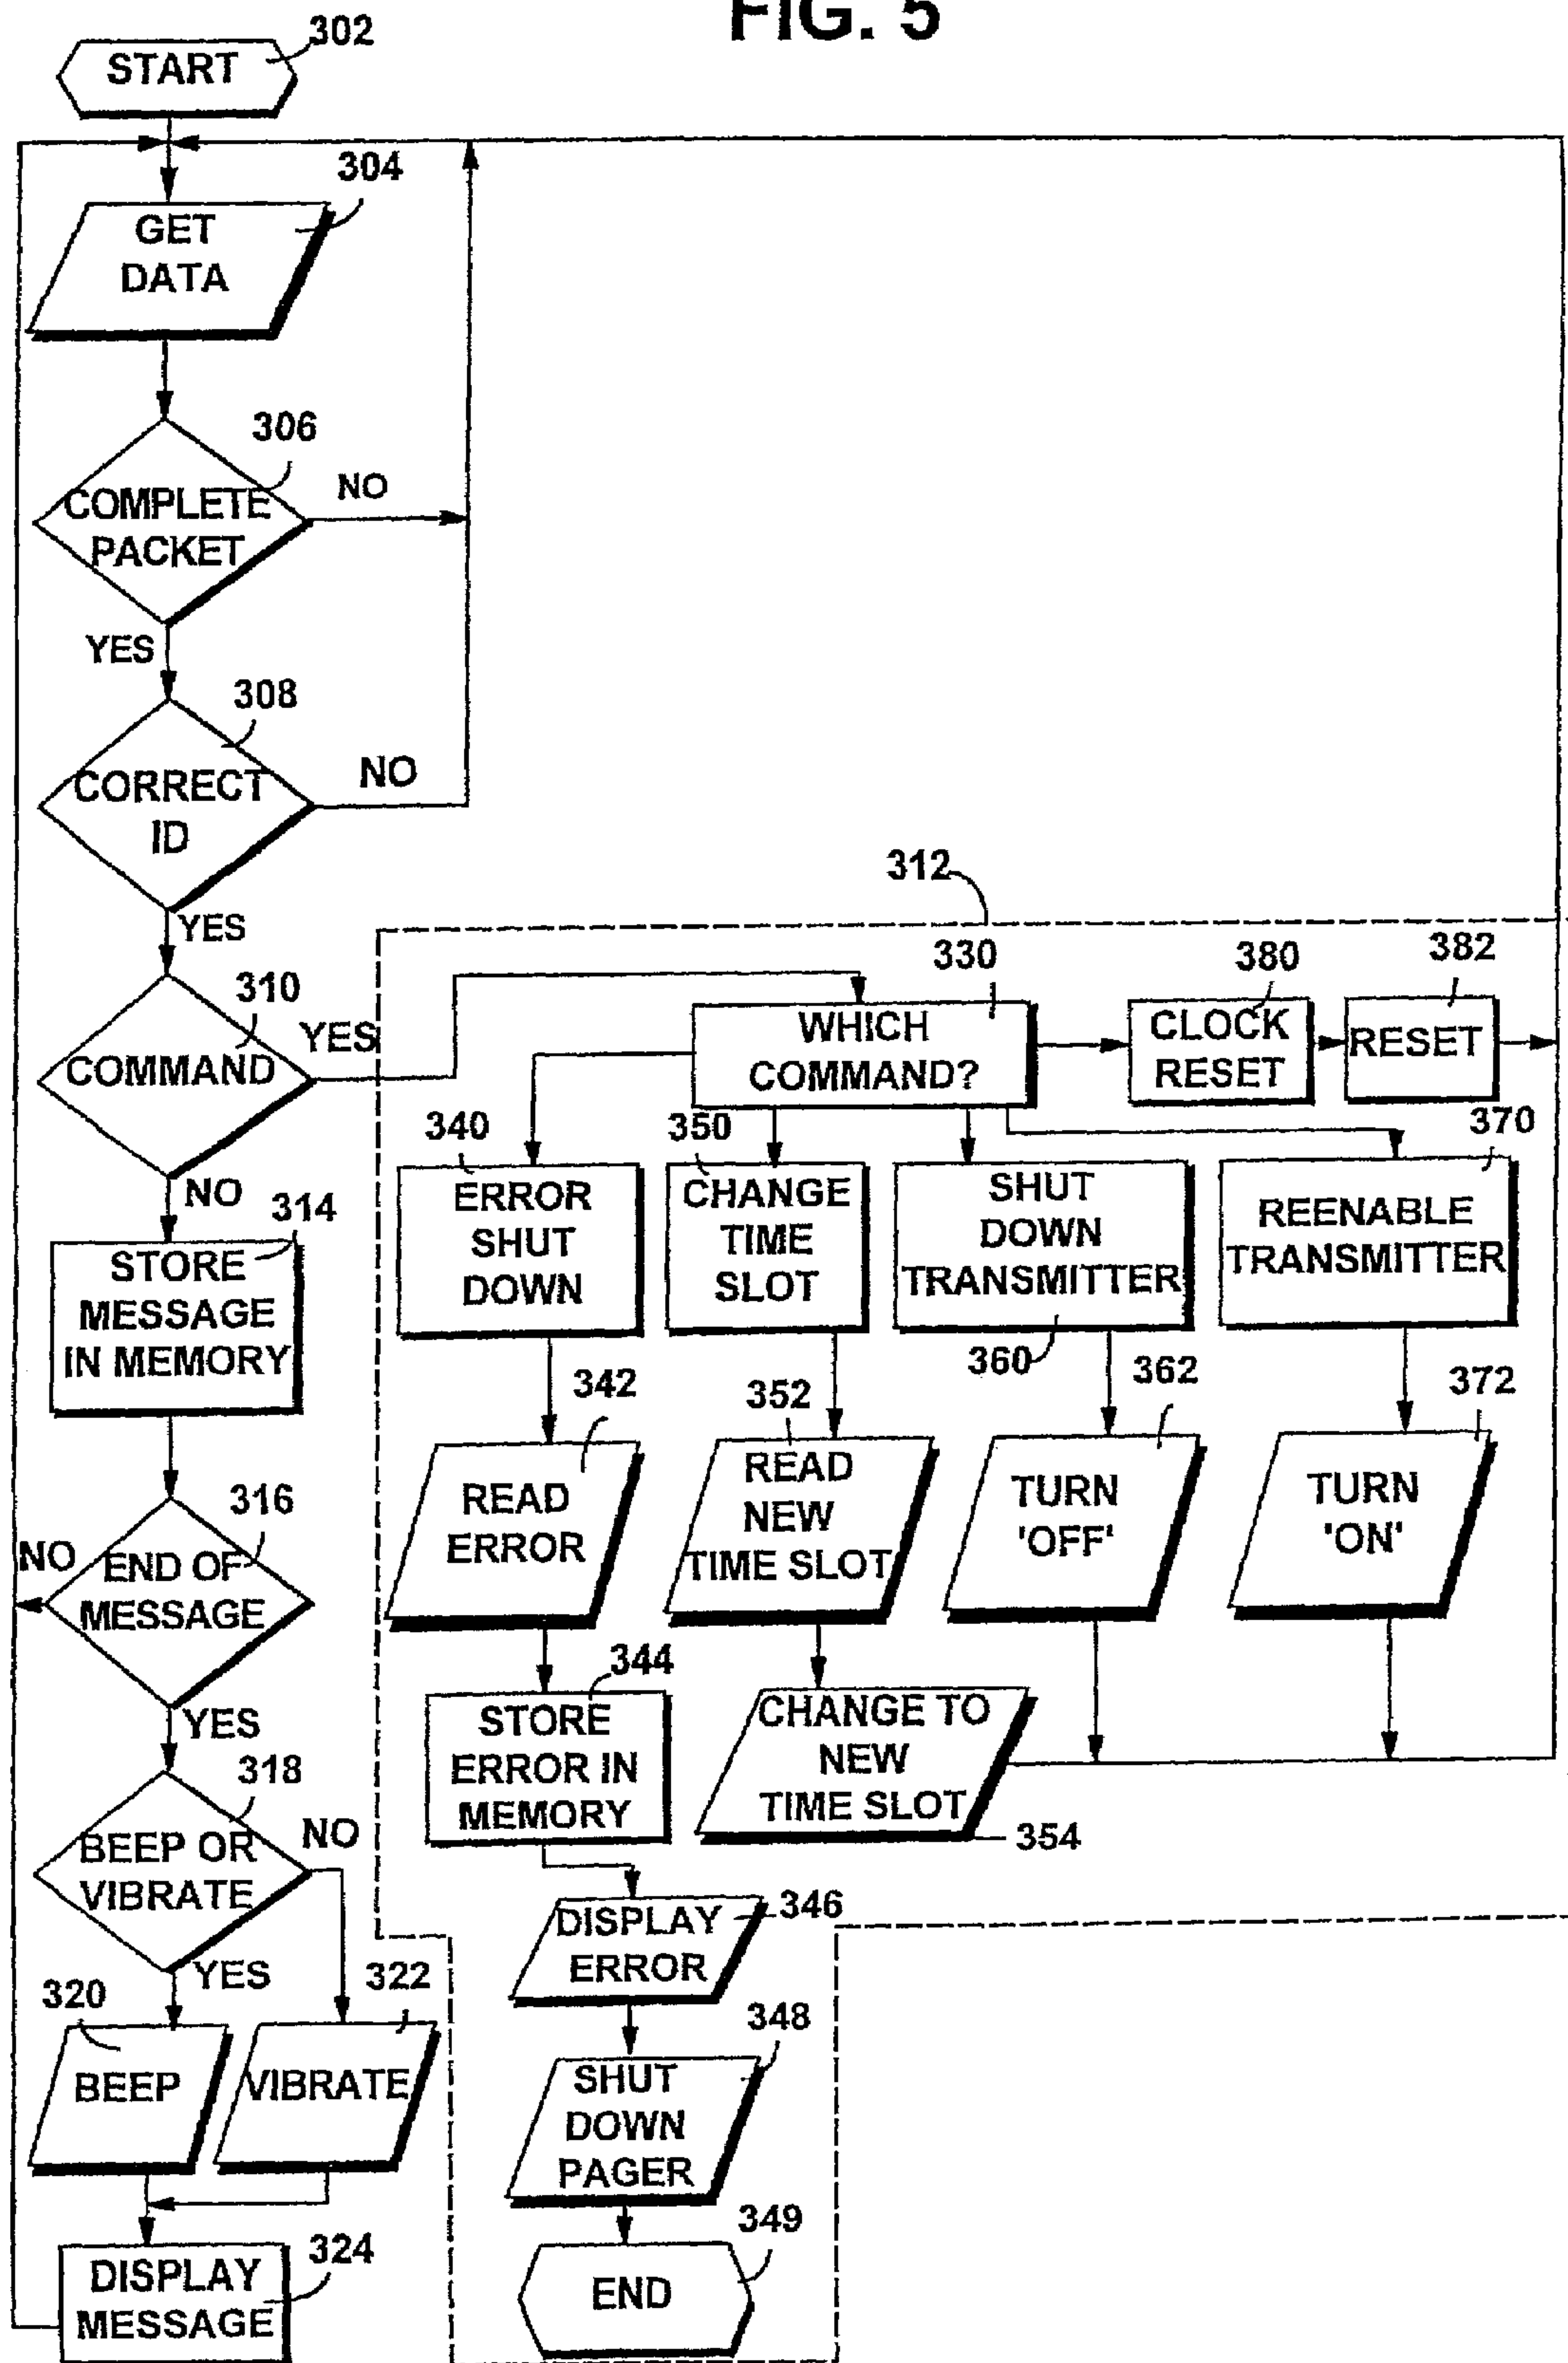 FIG. 5
302
START
304
GET
DATA
306
COMPLETE
PACKET
NO
YES
308
CORRECT
ID
NO
YES
310
COMMAND
YES
NO
312
330
WHICH
COMMAND?
380
CLOCK
RESET
382
RESET
314
STORE
MESSAGE
IN MEMORY
340
ERROR
SHUT
DOWN
350
CHANGE
TIME
SLOT
SHUT
DOWN
TRANSMITTER
360
370
REENABLE
TRANSMITTER
342
READ
ERROR
352
READ
NEW
TIME SLOT
362
TURN
'OFF'
372
TURN
'ON'
316
END OF
MESSAGE
NO
YES
344
STORE
ERROR IN
MEMORY
CHANGE TO
NEW
TIME SLOT
354
318
BEEP OR
VIBRATE
NO
YES
320
BEEP
322
VIBRATE
346
DISPLAY
ERROR
348
SHUT
DOWN
PAGER
349
END
324
DISPLAY
MESSAGE